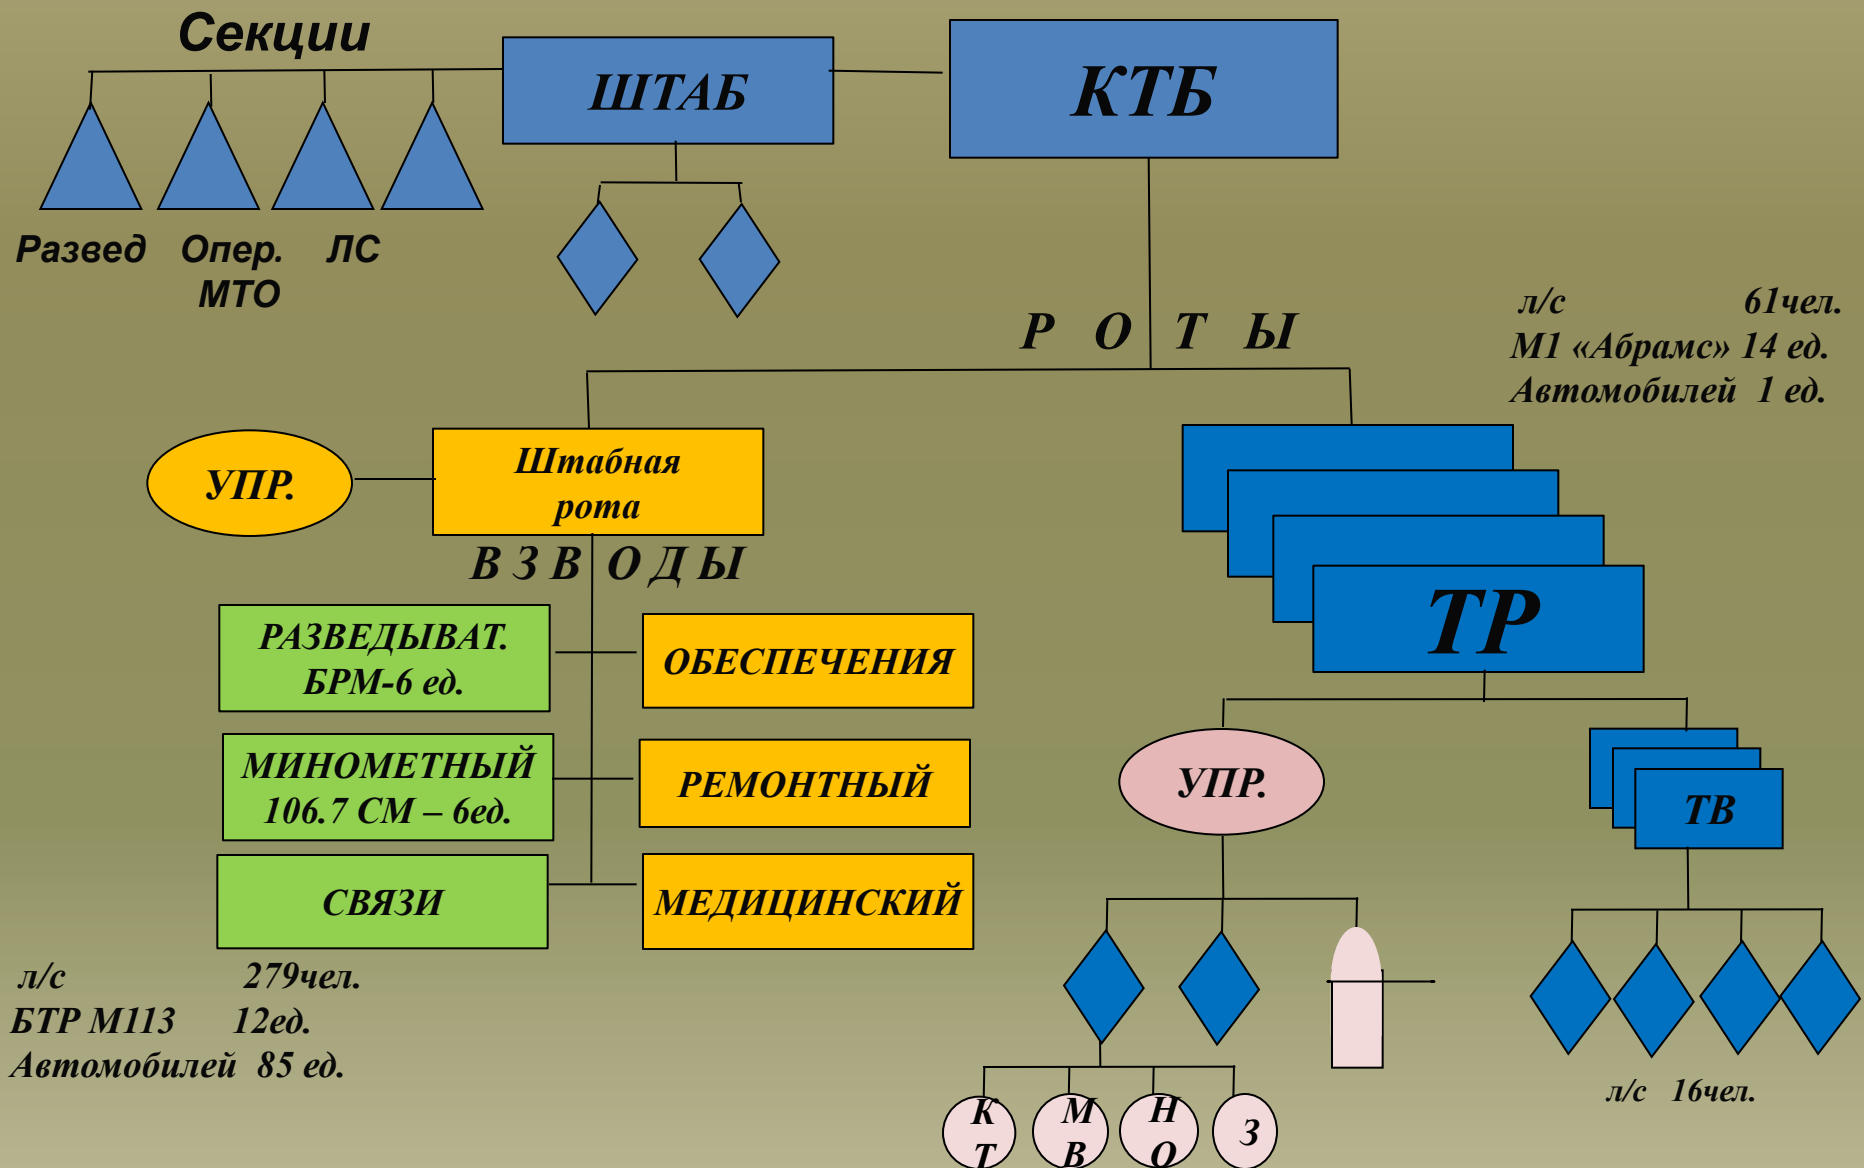 Секции
ШТАБ
КТБ
Развед Опер. ЛС
МТО
Р О Т Ы
л/с 61чел.
М1 «Абрамс» 14 ед.
Автомобилей 1 ед.
УПР.
Штабная
рота
В З В О Д Ы
ТР
РАЗВЕДЫВАТ.
БРМ-6 ед.
ОБЕСПЕЧЕНИЯ
МИНОМЕТНЫЙ
106.7 СМ – 6ед.
РЕМОНТНЫЙ
УПР.
ТВ
СВЯЗИ
МЕДИЦИНСКИЙ
л/с 279чел.
БТР М113 12ед.
Автомобилей 85 ед.
л/с 16чел.
К
Т
М
В
Н
О
З